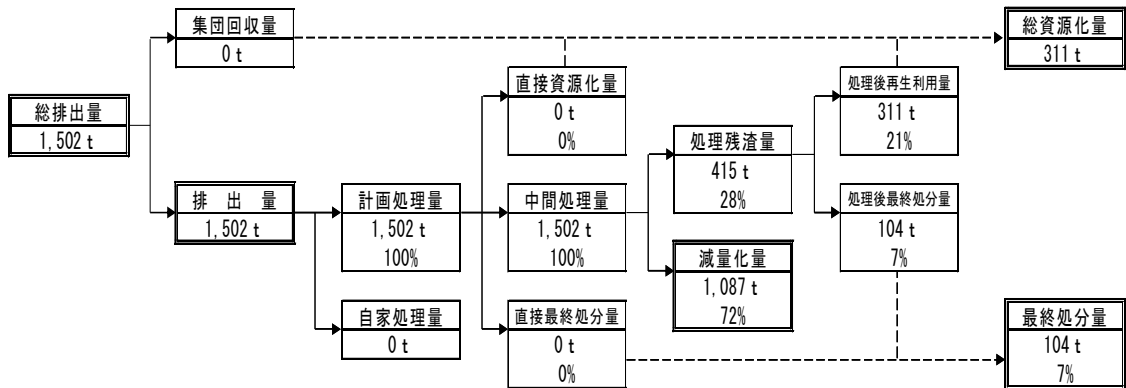 集団回収量
0 t
総資源化量
311 t
直接資源化量
0 t
0%
処理後再生利用量
311 t
21%
総排出量
1,502 t
処理残渣量
415 t
28%
排 出 量
1,502 t
計画処理量
1,502 t
100%
中間処理量
1,502 t
100%
処理後最終処分量
104 t
7%
減量化量
1,087 t
72%
自家処理量
0 t
直接最終処分量
0 t
0%
最終処分量
104 t
7%